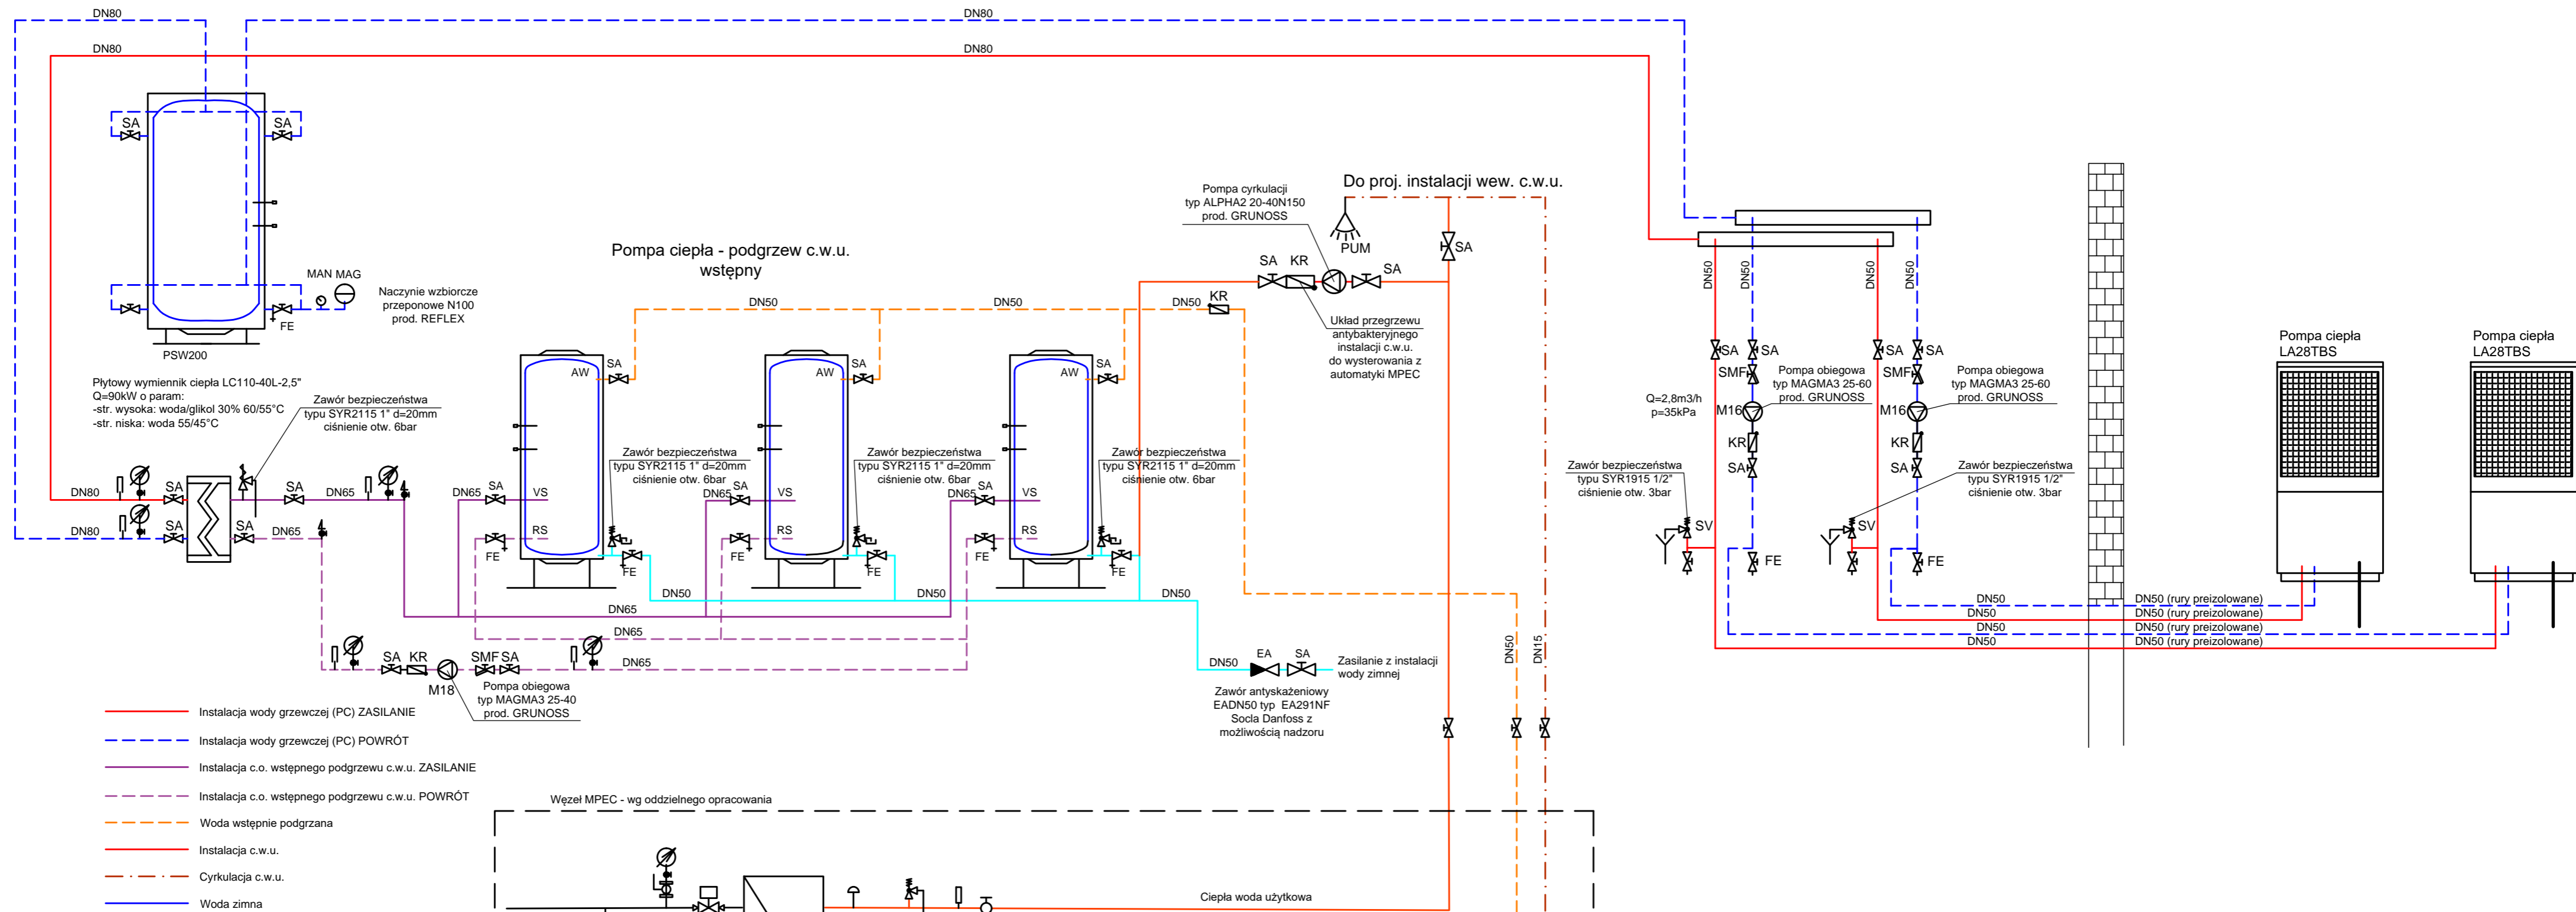 DN80
DN80
DN80
DN80
SA
SA
MAN MAG
FE
PSW200
Naczynie wzbiorcze
przeponowe N100
prod. REFLEX
Płytowy wymiennik ciepła LC110-40L-2,5"
Q=90kW o param:
-str. wysoka: woda/glikol 30% 60/55°C
-str. niska: woda 55/45°C
Zawór bezpieczeństwa
typu SYR2115 1" d=20mm
ciśnienie otw. 6bar
DN80
SA
SA
DN65
DN80
SA
SA
DN65
Pompa ciepła - podgrzew c.w.u.
wstępny
DN50
DN50
DN50
KR
AW
SA
AW
SA
AW
SA
Zawór bezpieczeństwa
typu SYR2115 1" d=20mm
ciśnienie otw. 6bar
Zawór bezpieczeństwa
typu SYR2115 1" d=20mm
ciśnienie otw. 6bar
Zawór bezpieczeństwa
typu SYR2115 1" d=20mm
ciśnienie otw. 6bar
DN65
SA
VS
DN65
SA
VS
DN65
SA
VS
RS
FE
FE
RS
FE
FE
RS
FE
FE
DN50
DN50
DN50
DN65
DN65
SA
KR
M18
SMF
SA
DN65
Pompa obiegowa
typ MAGMA3 25-40
prod. GRUNOSS
DN50
EA
SA
Zasilanie z instalacji
wody zimnej
Zawór antyskażeniowy
EADN50 typ EA291NF
Socla Danfoss z
możliwością nadzoru
Pompa cyrkulacji
typ ALPHA2 20-40N150
prod. GRUNOSS
Do proj. instalacji wew. c.w.u.
PUM
SA
SA
KR
SA
Układ przegrzewu
antybakteryjnego
instalacji c.w.u.
do wysterowania z
automatyki MPEC
DN50
DN15
DN50
DN50
DN50
DN50
SA
SA
SA
SA
SMF
SMF
Pompa obiegowa
typ MAGMA3 25-60
prod. GRUNOSS
Pompa obiegowa
typ MAGMA3 25-60
prod. GRUNOSS
Q=2,8m3/h
p=35kPa
M16
M16
KR
KR
SA
SA
Zawór bezpieczeństwa
typu SYR1915 1/2"
ciśnienie otw. 3bar
Zawór bezpieczeństwa
typu SYR1915 1/2"
ciśnienie otw. 3bar
SV
SV
FE
FE
Pompa ciepła
LA28TBS
Pompa ciepła
LA28TBS
DN50
DN50 (rury preizolowane)
DN50
DN50 (rury preizolowane)
DN50
DN50 (rury preizolowane)
DN50
DN50 (rury preizolowane)
Instalacja wody grzewczej (PC) ZASILANIE
Instalacja wody grzewczej (PC) POWRÓT
Instalacja c.o. wstępnego podgrzewu c.w.u. ZASILANIE
Instalacja c.o. wstępnego podgrzewu c.w.u. POWRÓT
Woda wstępnie podgrzana
Instalacja c.w.u.
Cyrkulacja c.w.u.
Woda zimna
Węzeł MPEC - wg oddzielnego opracowania
Ciepła woda użytkowa